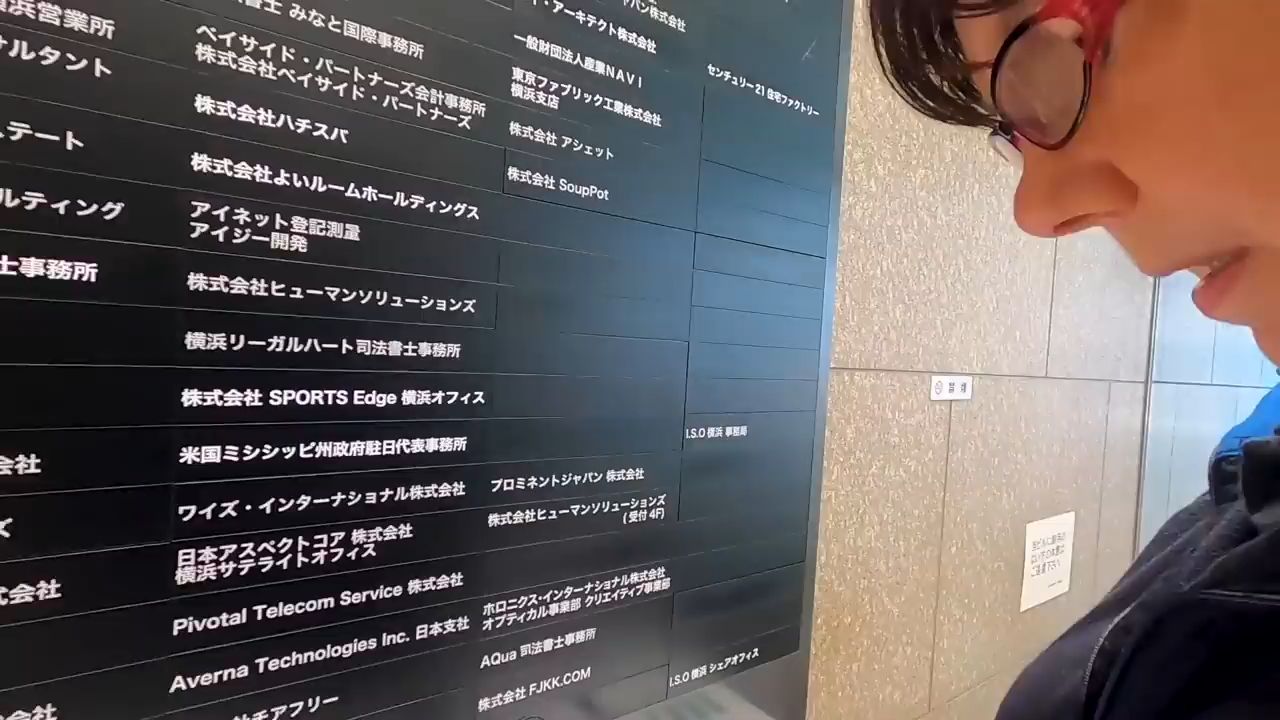 横浜営業所
サルタント
ステート
ルティング
士事務所
会社
ズ
式会社
会社
書士 みなと国際事務所
ベイサイド・パートナーズ会計事務所
株式会社ベイサイド・パートナーズ
株式会社ハチスバ
株式会社よいルームホールディングス
アイネット登記測量
アイジー開発
株式会社ヒューマンソリューションズ
横浜リーガルハート司法書士事務所
株式会社 SPORTS Edge 横浜オフィス
米国ミシシッピ州政府駐日代表事務所
ワイズ・インターナショナル株式会社
日本アスペクトコア 株式会社
横浜サテライトオフィス
Pivotal Telecom Service 株式会社
Averna Technologies Inc. 日本支社
社チアフリー
パン株式会社
ト・アーキテクト株式会社
一般財団法人産業NAVI
東京ファブリック工業株式会社
横浜支店
株式会社 アシェット
株式会社 SoupPot
プロミネントジャパン 株式会社
株式会社ヒューマンソリューションズ
(受付 4F)
ホロニクス・インターナショナル株式会社
オプティカル事業部 クリエイティブ事業部
AQua 司法書士事務所
株式会社 FJKK.COM
センチュリー21 住宅ファクトリー
I.S.O 横浜 事務局
I.S.O 横浜 シェアオフィス
禁煙